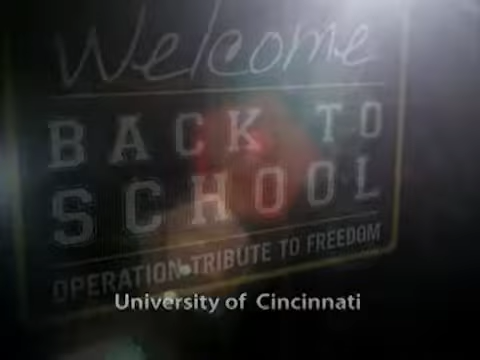 Welcome
BACK TO
SCHOOL
OPERATION TRIBUTE TO FREEDOM
University of Cincinnati